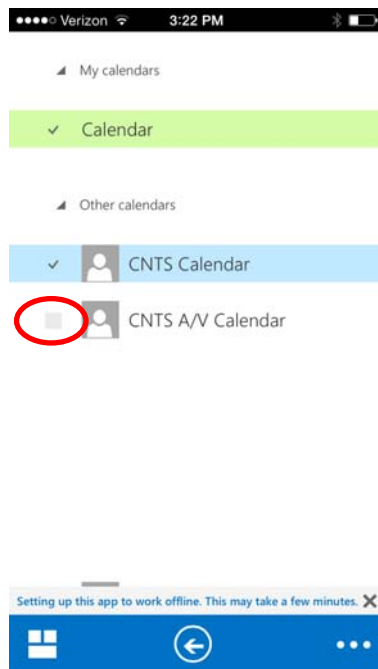 Verizon 3:22 PM
My calendars
Calendar
Other calendars
CNTS Calendar
CNTS A/V Calendar
Setting up this app to work offline. This may take a few minutes.